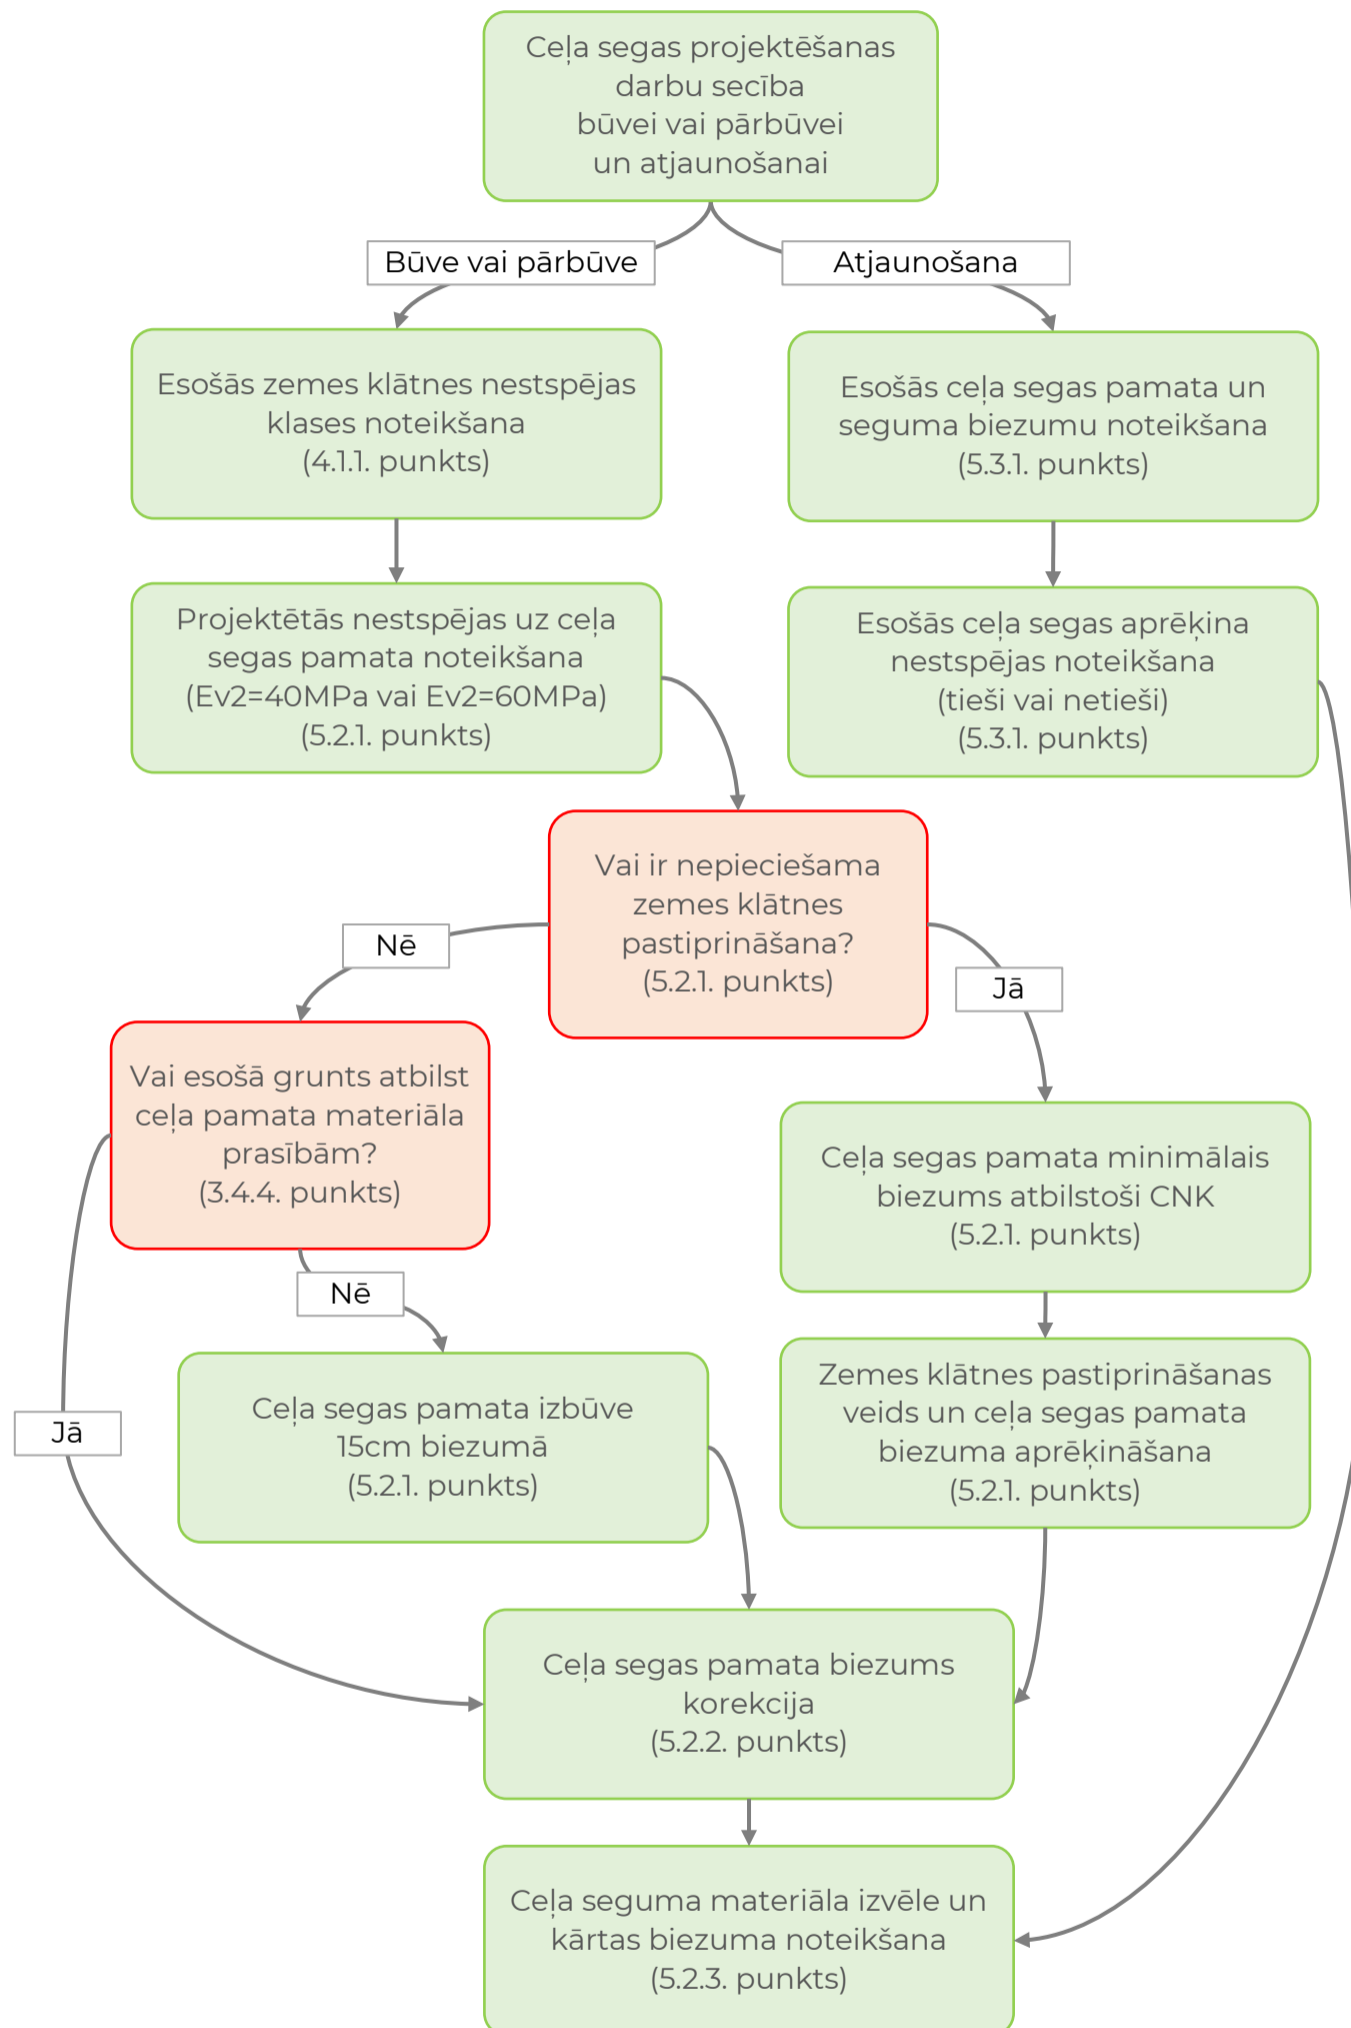 Ceļa segas projektēšanas
darbu secība
būvei vai pārbūvei
un atjaunošanai
Būve vai pārbūve
Atjaunošana
Esošās zemes klātnes nestspējas
klases noteikšana
(4.1.1. punkts)
Esošās ceļa segas pamata un
seguma biezumu noteikšana
(5.3.1. punkts)
Projektētās nestspējas uz ceļa
segas pamata noteikšana
(Ev2=40MPa vai Ev2=60MPa)
(5.2.1. punkts)
Esošās ceļa segas aprēķina
nestspējas noteikšana
(tieši vai netieši)
(5.3.1. punkts)
Vai ir nepieciešama
zemes klātnes
pastiprināšana?
(5.2.1. punkts)
Nē
Jā
Vai esošā grunts atbilst
ceļa pamata materiāla
prasībām?
(3.4.4. punkts)
Ceļa segas pamata minimālais
biezums atbilstoši CNK
(5.2.1. punkts)
Nē
Ceļa segas pamata izbūve
15cm biezumā
(5.2.1. punkts)
Zemes klātnes pastiprināšanas
veids un ceļa segas pamata
biezuma aprēķināšana
(5.2.1. punkts)
Jā
Ceļa segas pamata biezums
korekcija
(5.2.2. punkts)
Ceļa seguma materiāla izvēle un
kārtas biezuma noteikšana
(5.2.3. punkts)